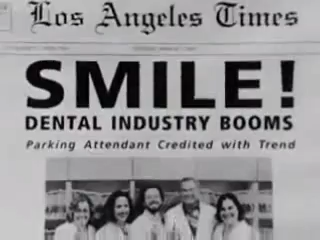 Los Angeles Times
SMILE!
DENTAL INDUSTRY BOOMS
Parking Attendant Credited with Trend